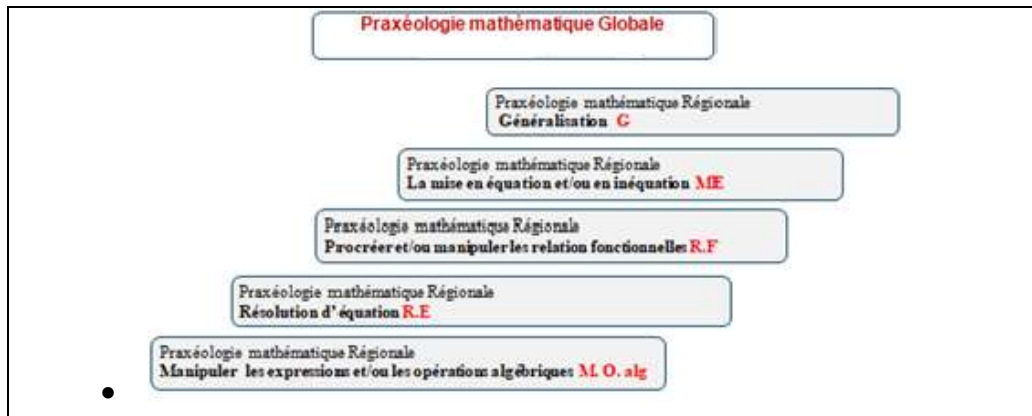 Praxéologie mathématique Globale
Praxéologie mathématique Régionale
Généralisation G
Praxéologie mathématique Régionale
La mise en équation et/ou en inéquation ME
Praxéologie mathématique Régionale
Procréer et/ou manipuler les relation fonctionnelles R.F
Praxéologie mathématique Régionale
Résolution d'équation R.E
Praxéologie mathématique Régionale
Manipuler les expressions et/ou les opérations algébriques M. O. alg